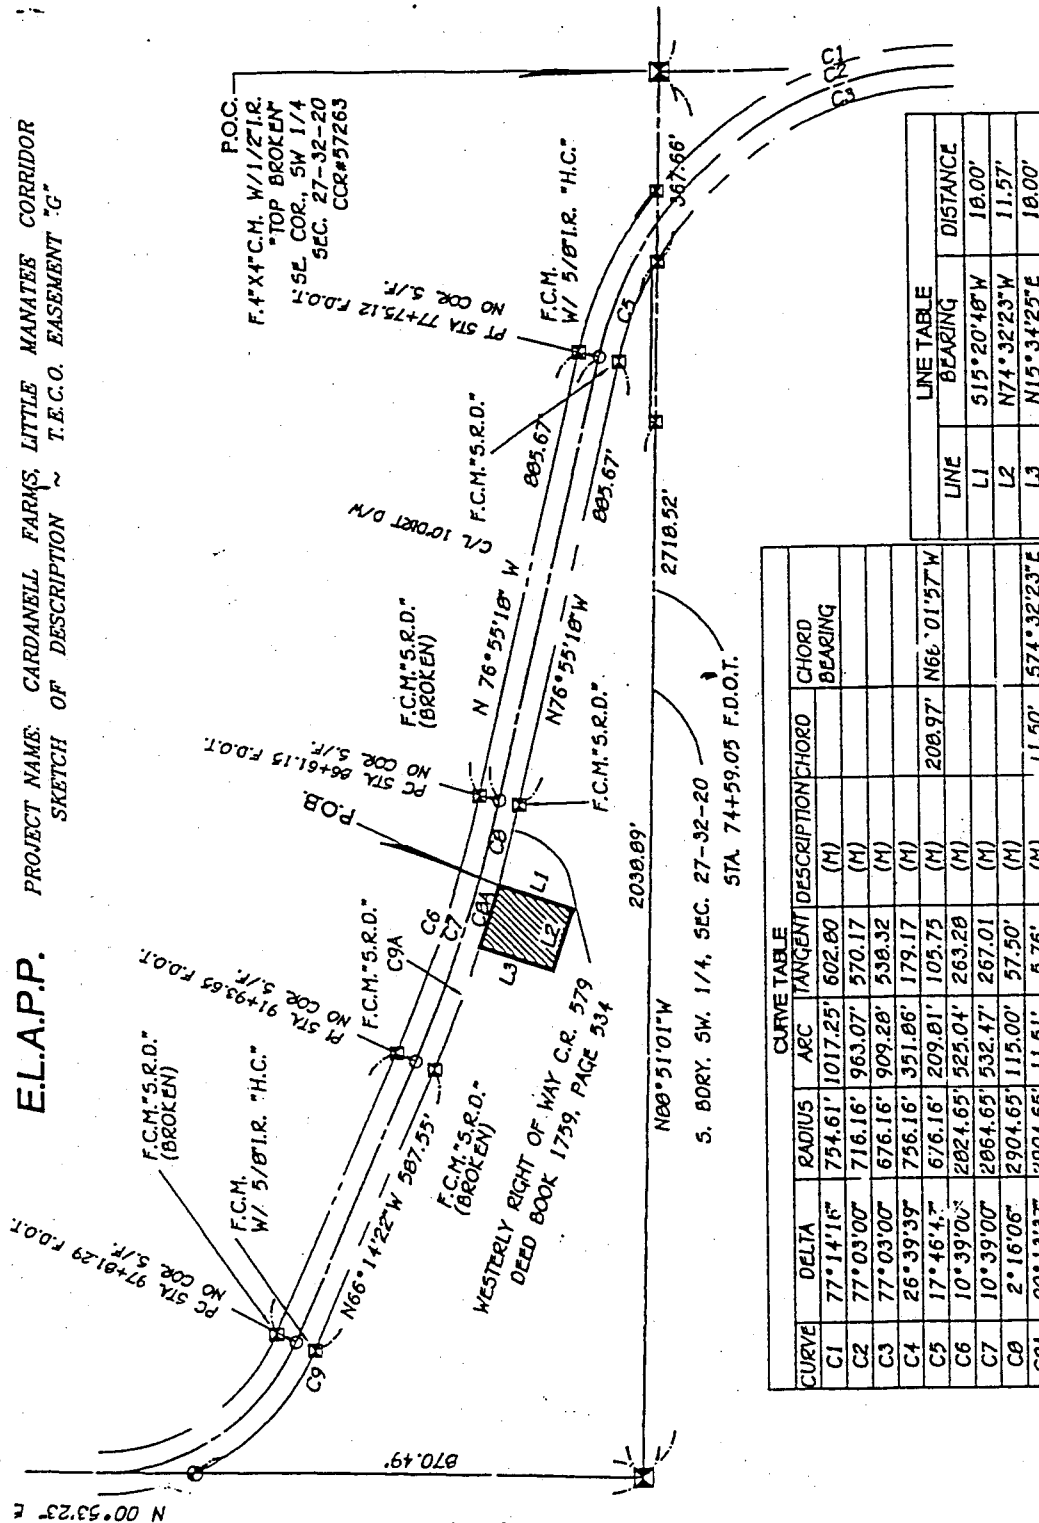 E.L.A.P.P.
PROJECT NAME: CARDANELL FARMS, LITTLE MANATEE CORRIDOR
SKETCH OF DESCRIPTION ~ T.E.C.O. EASEMENT "G"
P.O.C.
F.4"X4"C.M. W/1/2"I.R.
"TOP BROKEN"
SE. COR., SW 1/4
SEC. 27-32-20
CCR#57263
PT STA 77+75.12 F.D.O.T.
NO COR. S./F.
F.C.M.
W/ 5/8"I.R. "H.C."
C1
C2
C3
C5
367.66'
F.C.M."S.R.D."
885.67'
885.67'
C/L 10'DIRT D/W
N 76°55'18" W
N76°55'18"W
2718.52'
F.C.M."S.R.D."
(BROKEN)
PC STA. 86+61.15 F.D.O.T.
NO COR. S./F.
F.C.M."S.R.D."
P.O.B.
C8
C8A
C6
C7
L1
L2
L3
2038.89'
S. BDRY. SW. 1/4, SEC. 27-32-20
STA. 74+59.05 F.D.O.T.
F.C.M."S.R.D."
C9A
PI STA. 91+93.65 F.D.O.T.
NO COR. S./F.
F.C.M."S.R.D."
(BROKEN)
WESTERLY RIGHT OF WAY C.R. 579
DEED BOOK 1759, PAGE 534
N88°51'01"W
F.C.M."S.R.D."
(BROKEN)
F.C.M.
W/ 5/8"I.R. "H.C."
N66°14'22"W 587.55'
PC STA. 97+81.29 F.D.O.T.
NO COR. S./F.
C9
870.49'
N 00°53'23" E
LINE TABLE
LINE BEARING DISTANCE
L1 S15°20'48"W 18.00'
L2 N74°32'23"W 11.57'
L3 N15°34'25"E 18.00'
CURVE TABLE
CURVE DELTA RADIUS ARC TANGENT DESCRIPTION CHORD CHORD BEARING
C1 77°14'16" 754.61' 1017.25' 602.80 (M)
C2 77°03'00" 716.16' 963.07' 570.17 (M)
C3 77°03'00" 676.16' 909.28' 538.32 (M)
C4 26°39'39" 756.16' 351.86' 179.17 (M)
C5 17°46'47" 676.16' 209.81' 105.75 (M) 208.97' N66°01'57"W
C6 10°39'00" 2824.65' 525.04' 263.28 (M)
C7 10°39'00" 2864.65' 532.47' 267.01 (M)
C8 2°16'06" 2904.65' 115.00' 57.50' (M)
11.51' 5.76' (M) 11.50' S74°32'23"E